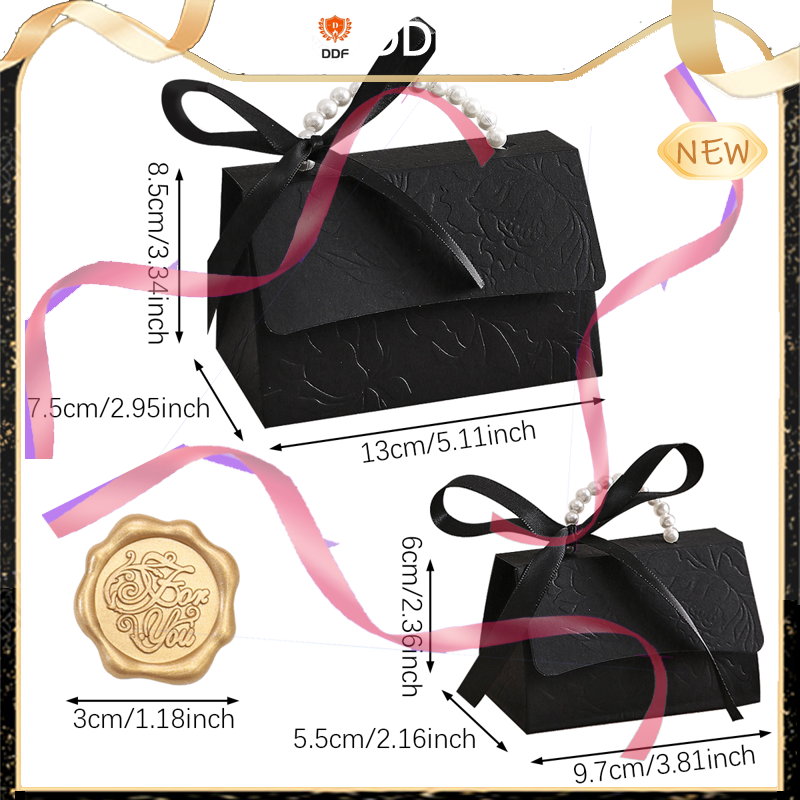 DDF
DD
NEW
8.5cm/3.34inch
7.5cm/2.95inch
13cm/5.11inch
For
You
3cm/1.18inch
6cm/2.36inch
5.5cm/2.16inch
9.7cm/3.81inch